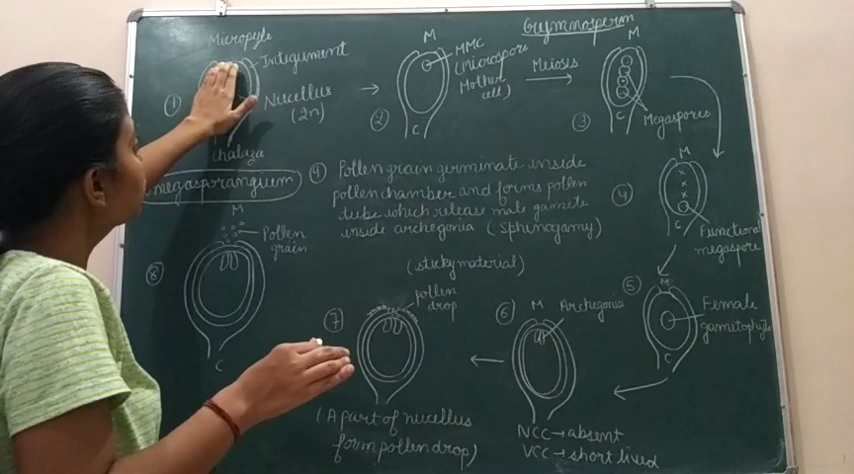 Gymnosperm
Micropyle
Integument
Nucellus
(2n)
chalaza
megasporangium
①
②
M
MMC
(Microspore
Mother
cell)
C
Meiosis
③
M
Megaspores
C
④
M
Functional
megaspore
C
⑤
M
Female
gametophyte
C
⑥
M
Archegonia
NCC → absent
VCC → short lived
⑦
(sticky material)
pollen
drop
(A part of nucellus
form pollen drop)
⑧
M
Pollen
grain
C
⑨ Pollen grain germinate inside
pollen chamber and forms pollen
tube which release male gamete
inside archegonia (Siphinogamy)